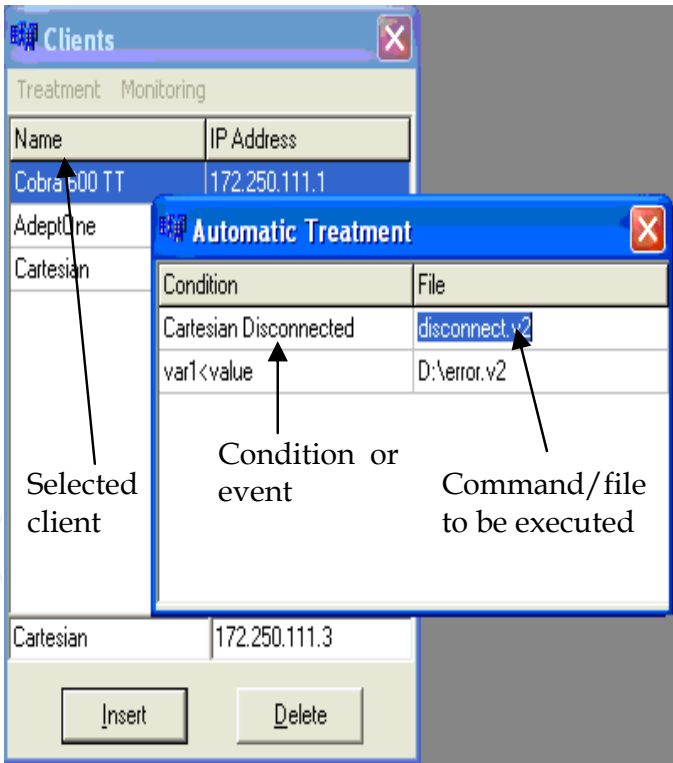 Clients
Treatment Monitoring
Name IP Address
Cobra 600 TT 172.250.111.1
AdeptOne
Cartesian
Automatic Treatment
Condition File
Cartesian Disconnected disconnect.v2
var1<value D:\error.v2
Selected
client
Condition or
event
Command/file
to be executed
Cartesian 172.250.111.3
Insert Delete